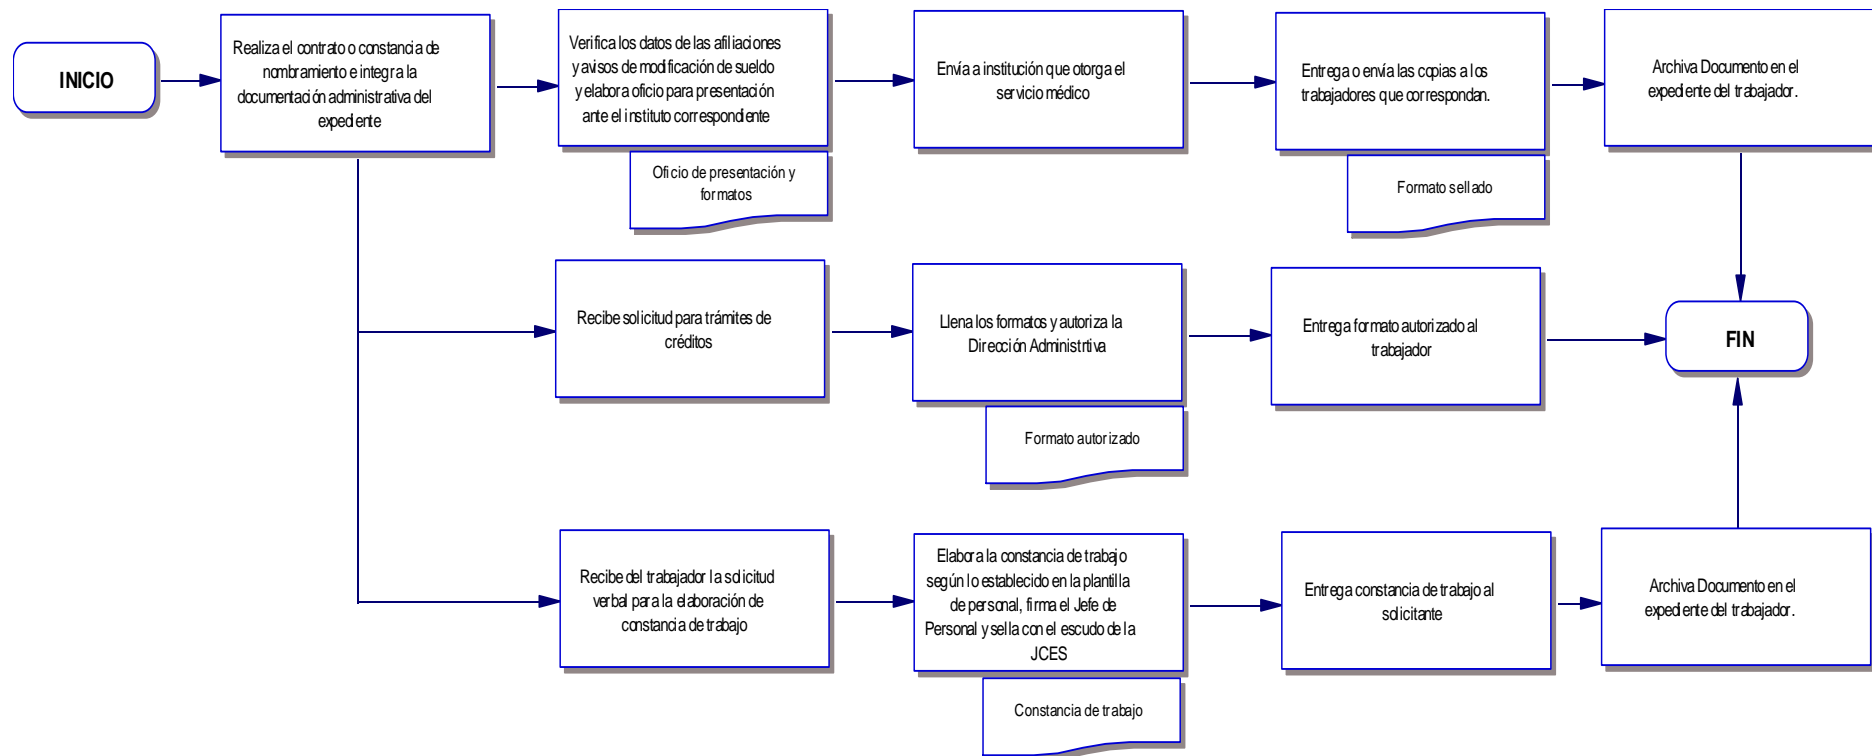 INICIO
Realiza el contrato o constancia de
nombramiento e integra la
documentación administrativa del
expediente
Verifica los datos de las afiliaciones
y avisos de modificación de sueldo
y elabora oficio para presentación
ante el instituto correspondiente
Oficio de presentación y
formatos
Envía a institución que otorga el
servicio médico
Entrega o envía las copias a los
trabajadores que correspondan.
Formato sellado
Archiva Documento en el
expediente del trabajador.
Recibe solicitud para trámites de
créditos
Llena los formatos y autoriza la
Dirección Administrtiva
Formato autorizado
Entrega formato autorizado al
trabajador
FIN
Recibe del trabajador la solicitud
verbal para la elaboración de
constancia de trabajo
Elabora la constancia de trabajo
según lo establecido en la plantilla
de personal, firma el Jefe de
Personal y sella con el escudo de la
JCES
Constancia de trabajo
Entrega constancia de trabajo al
solicitante
Archiva Documento en el
expediente del trabajador.